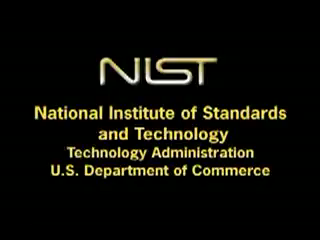 NIST
National Institute of Standards
and Technology
Technology Administration
U.S. Department of Commerce